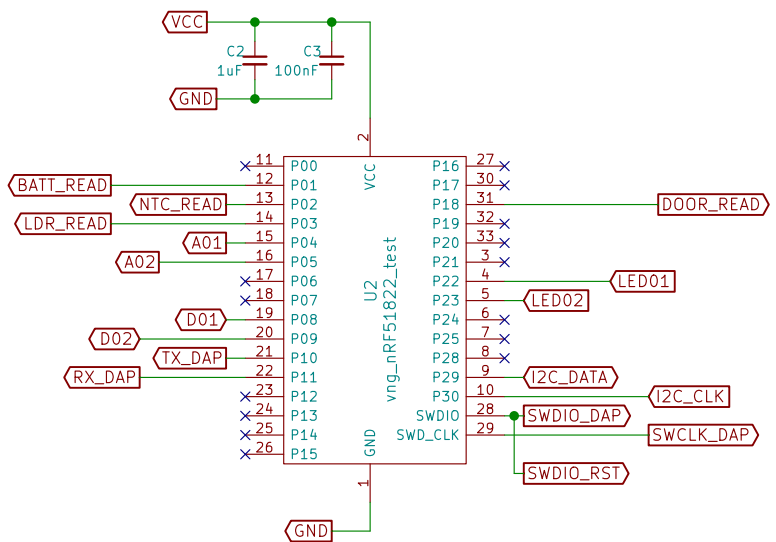 VCC
C2
1uF
C3
100nF
GND
2
VCC
11 P00
BATT_READ 12 P01
NTC_READ 13 P02
LDR_READ 14 P03
A01 15 P04
A02 16 P05
17 P06
18 P07
D01 19 P08
D02 20 P09
TX_DAP 21 P10
RX_DAP 22 P11
23 P12
24 P13
25 P14
26 P15
U2
vng_nRF51822_test
P16 27
P17 30
P18 31 DOOR_READ
P19 32
P20 33
P21 3
P22 4 LED01
P23 5 LED02
P24 6
P25 7
P28 8
P29 9 I2C_DATA
P30 10 I2C_CLK
SWDIO 28 SWDIO_DAP
SWD_CLK 29 SWCLK_DAP
SWDIO_RST
GND
1
GND